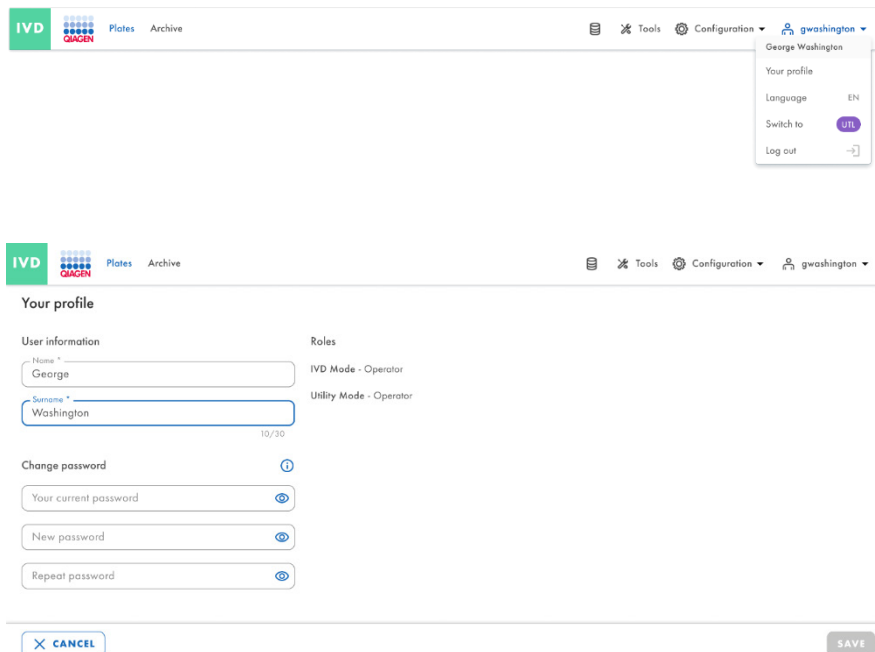 IVD QIAGEN Plates Archive Tools Configuration gwashington
George Washington
Your profile
Language EN
Switch to UTL
Log out
IVD QIAGEN Plates Archive Tools Configuration gwashington
Your profile
User information
Name *
George
Surname *
Washington
10/30
Change password
Your current password
New password
Repeat password
Roles
IVD Mode - Operator
Utility Mode - Operator
CANCEL SAVE